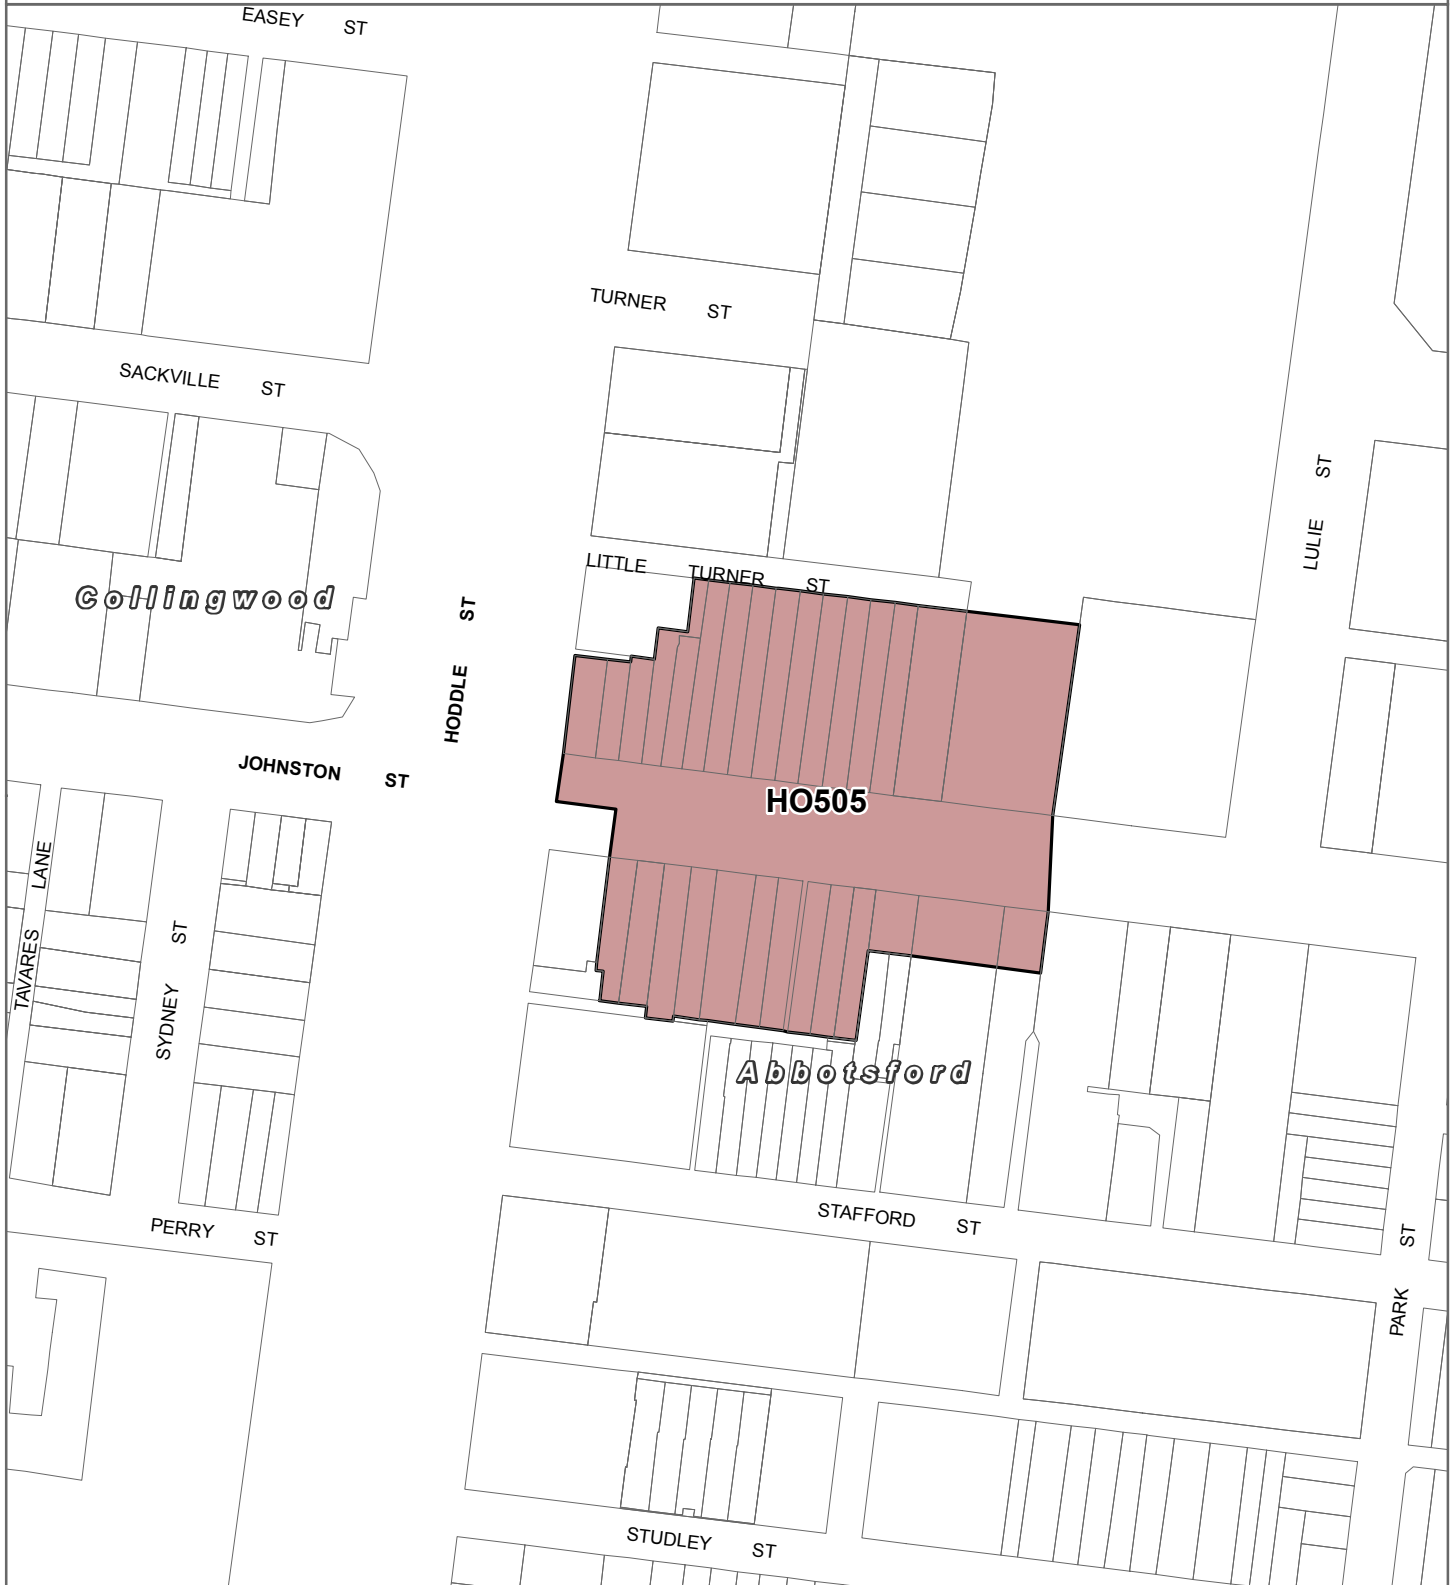 EASEY ST
TURNER ST
SACKVILLE ST
LULIE ST
LITTLE TURNER ST
Collingwood
HODDLE ST
JOHNSTON ST
HO505
TAVARES LANE
SYDNEY ST
Abbotsford
STAFFORD ST
PERRY ST
PARK ST
STUDLEY ST